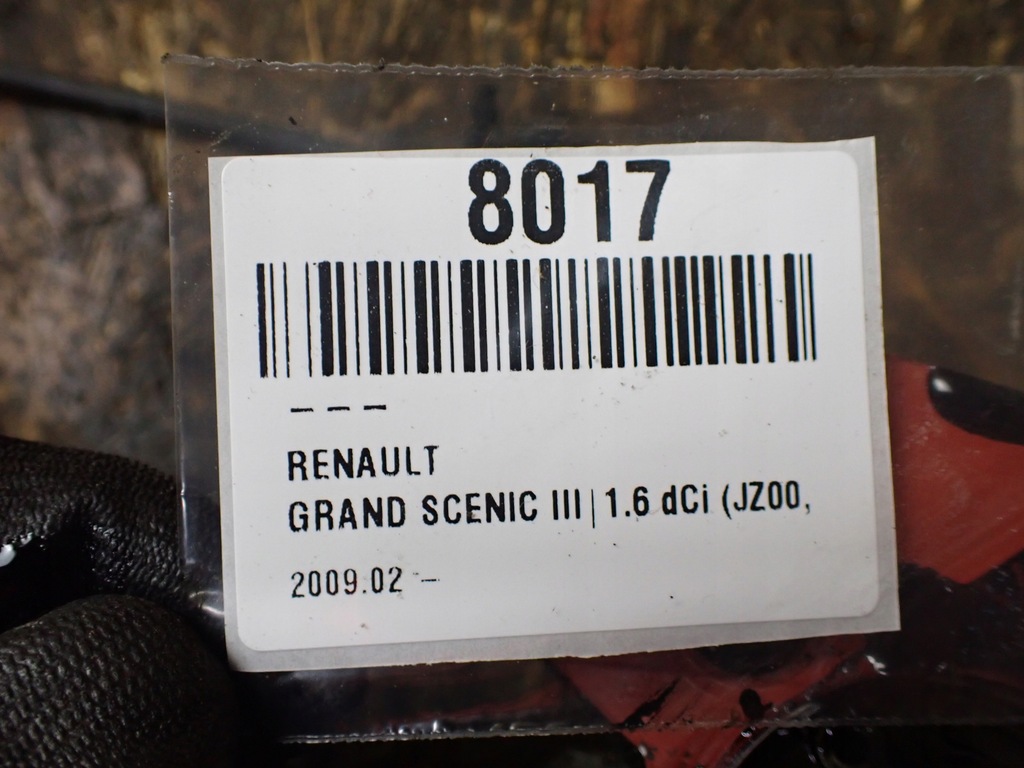 8017
– – –
RENAULT
GRAND SCENIC III | 1.6 dCi (JZ00,
2009.02 –